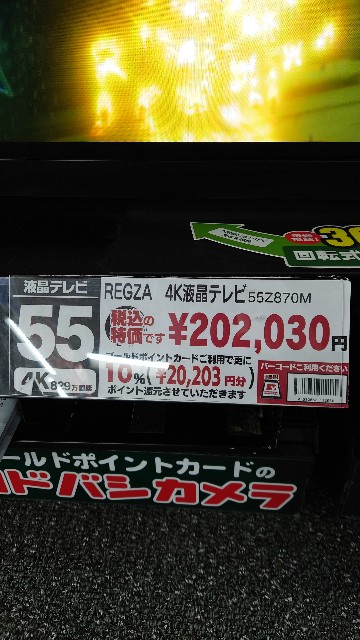 液晶テレビ
55
4K 829万画素
REGZA 4K液晶テレビ 55Z870M
税込の
特価です
¥202,030円
ゴールドポイントカードご利用で更に
10%(¥20,203円分)
ポイント還元させていただきます
バーコードご利用ください
回転式
ールドポイントカードの
ドバシカメラ